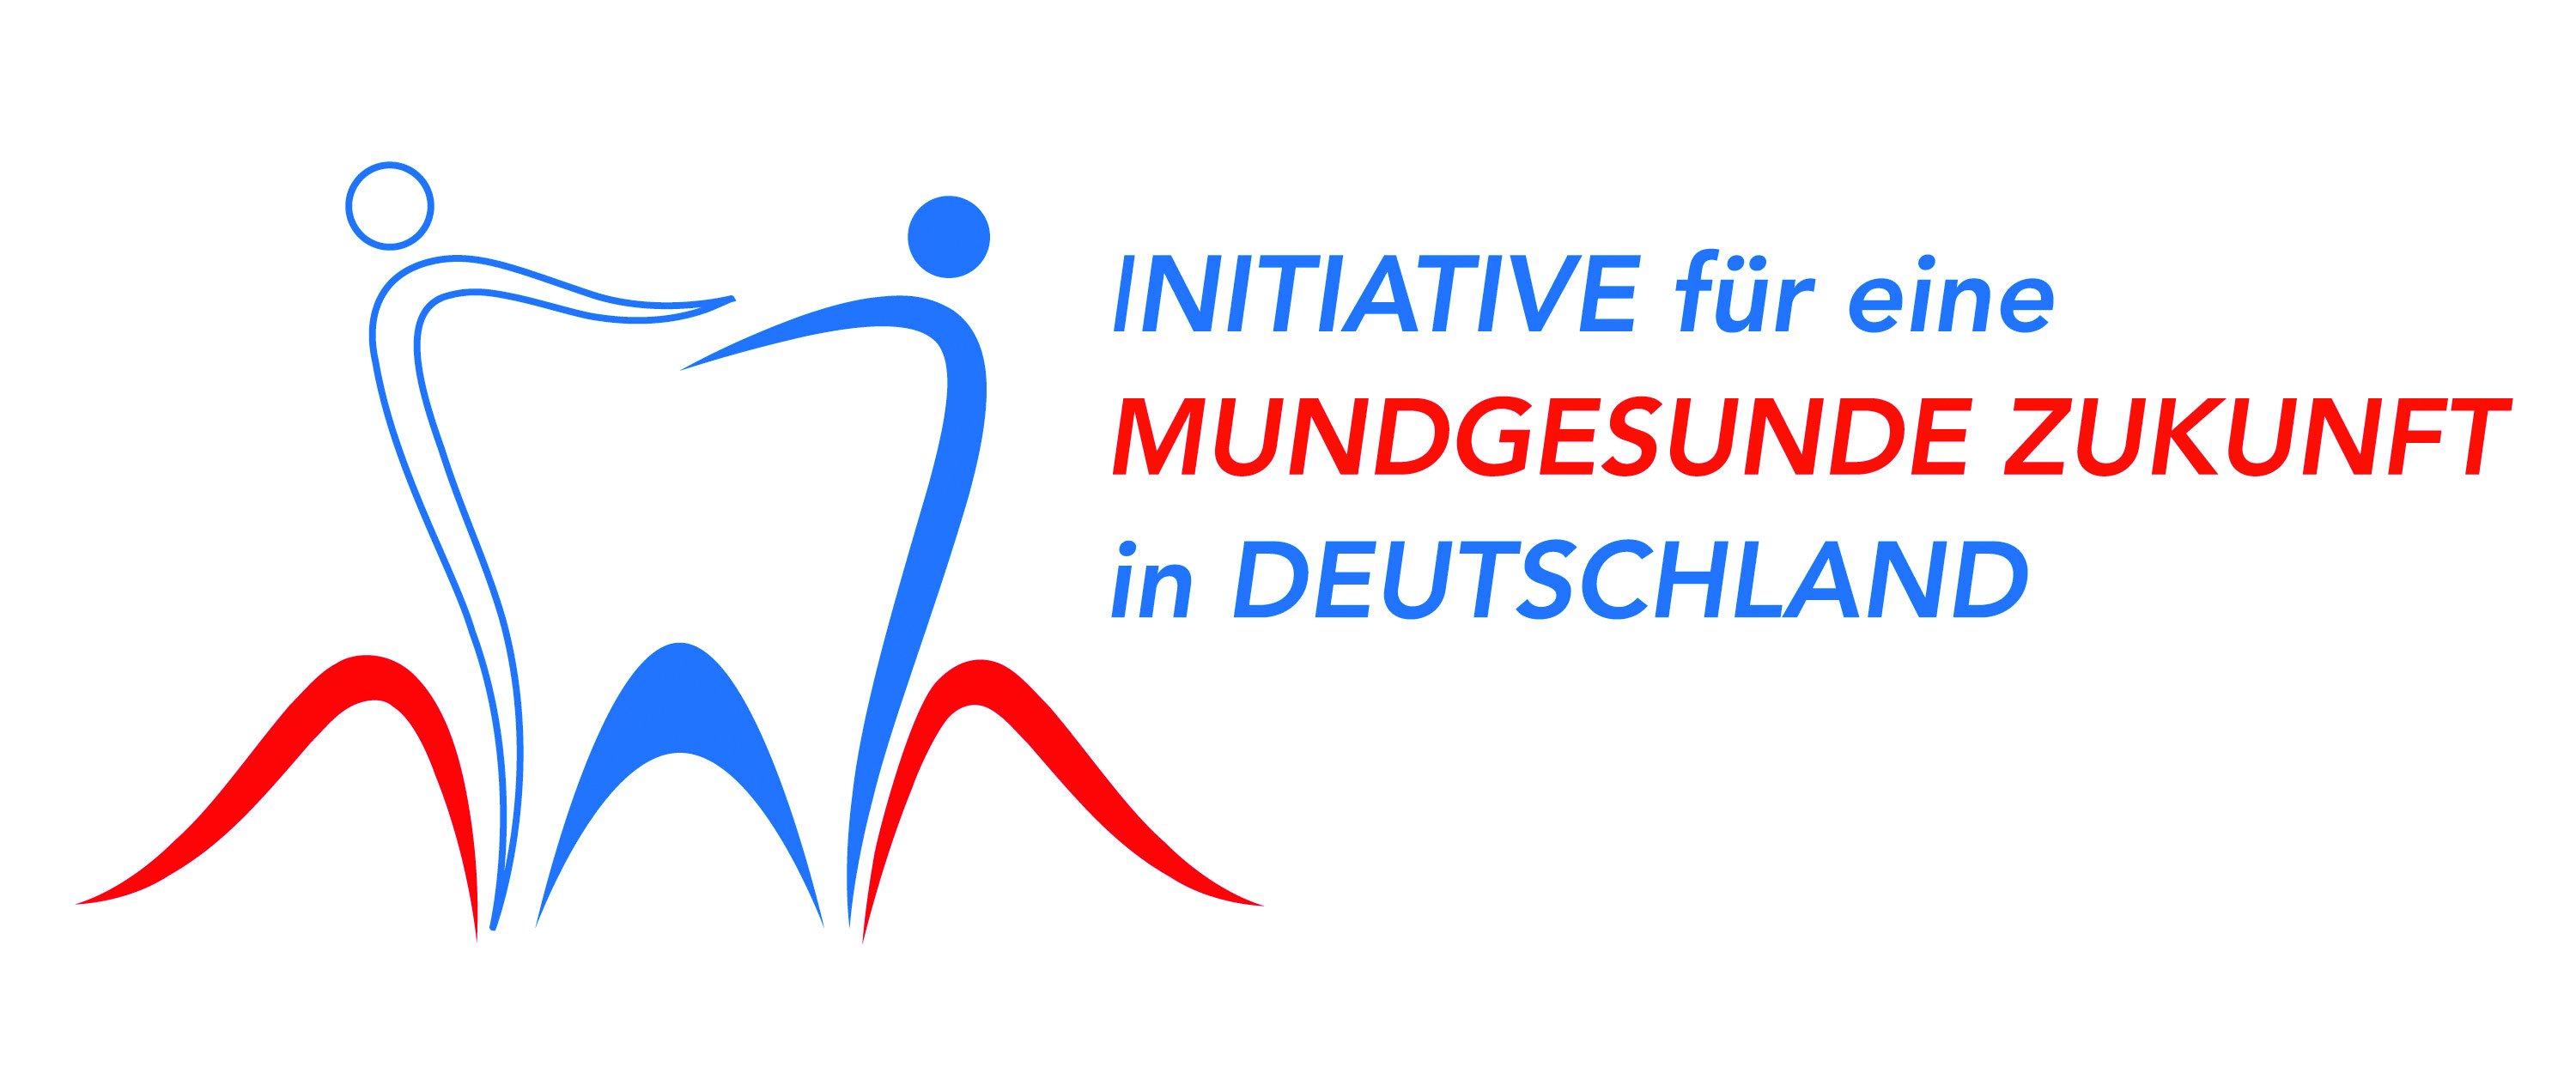 INITIATIVE für eine
MUNDGESUNDE ZUKUNFT
in DEUTSCHLAND